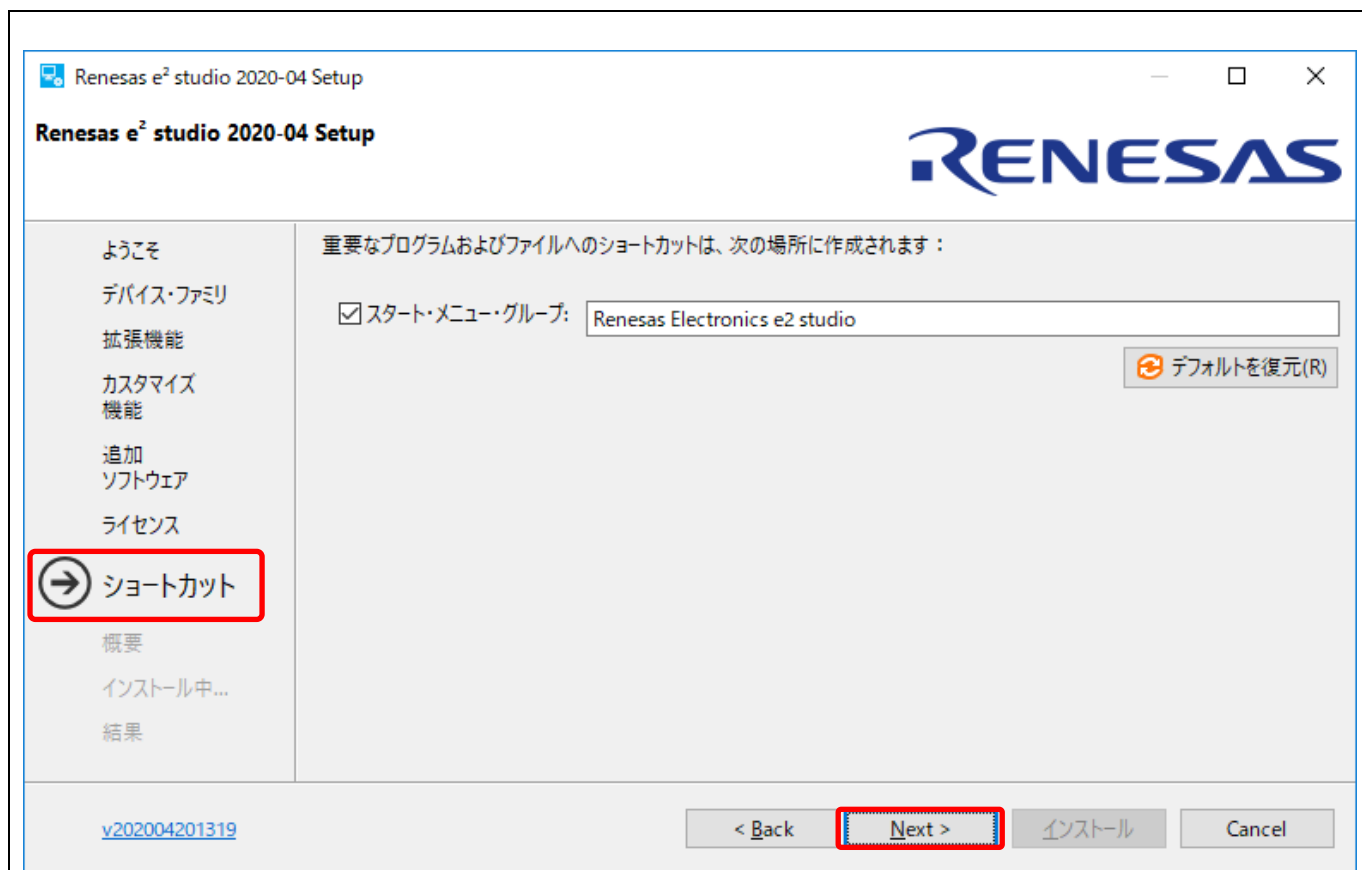 Renesas e² studio 2020-04 Setup
Renesas e² studio 2020-04 Setup
RENESAS
ようこそ
デバイス・ファミリ
拡張機能
カスタマイズ
機能
追加
ソフトウェア
ライセンス
ショートカット
概要
インストール中...
結果
重要なプログラムおよびファイルへのショートカットは、次の場所に作成されます：
スタート・メニュー・グループ: Renesas Electronics e2 studio
デフォルトを復元(R)
v202004201319
< Back Next > インストール Cancel